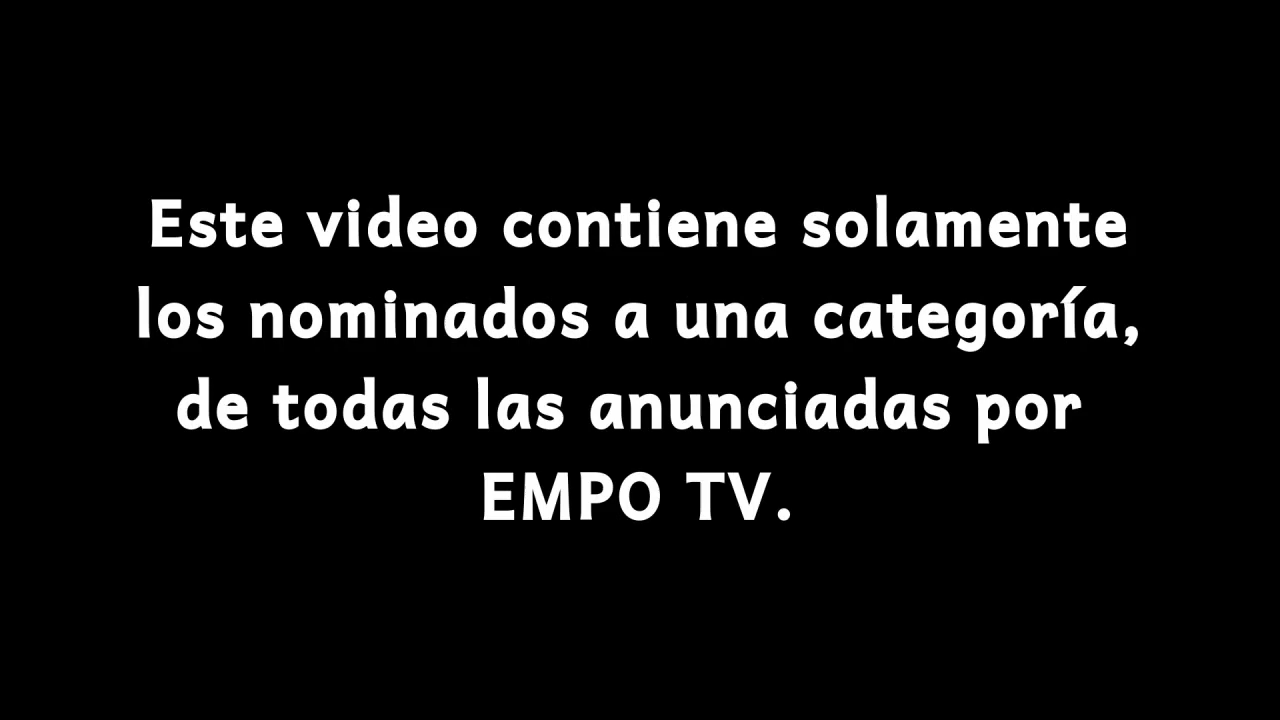 Este video contiene solamente
los nominados a una categoría,
de todas las anunciadas por
EMPO TV.